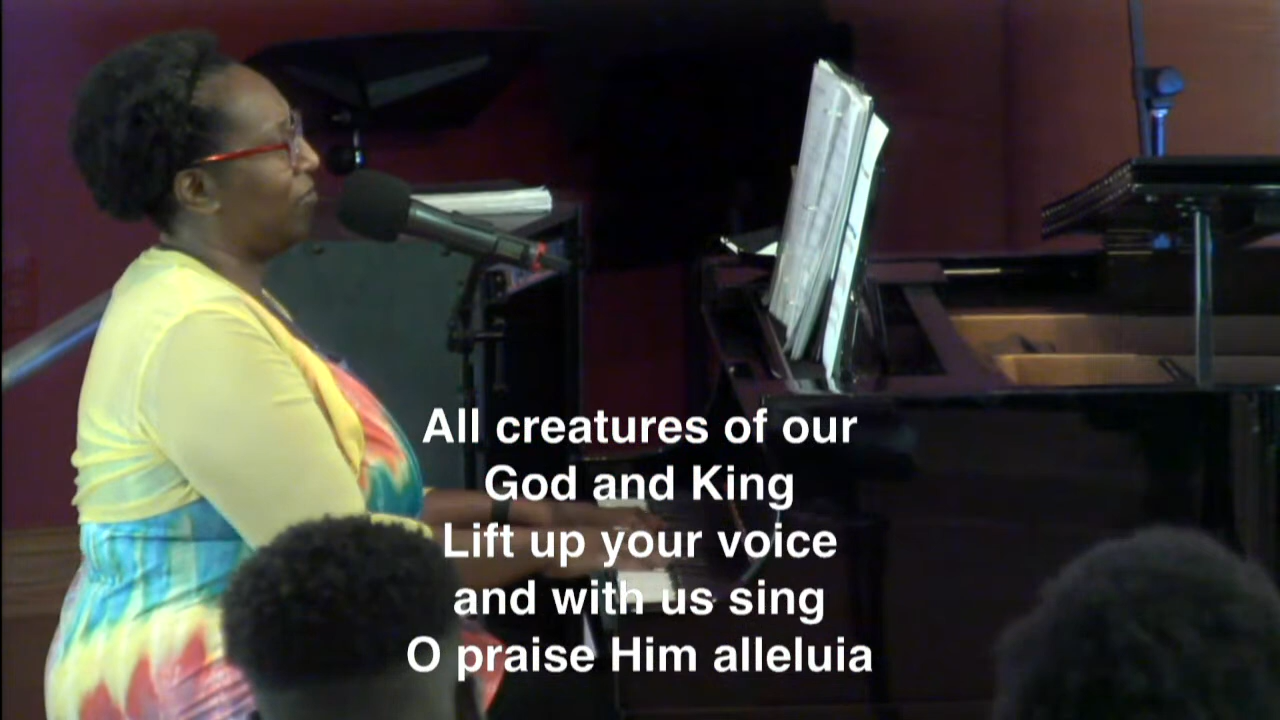 All creatures of our
God and King
Lift up your voice
and with us sing
O praise Him alleluia